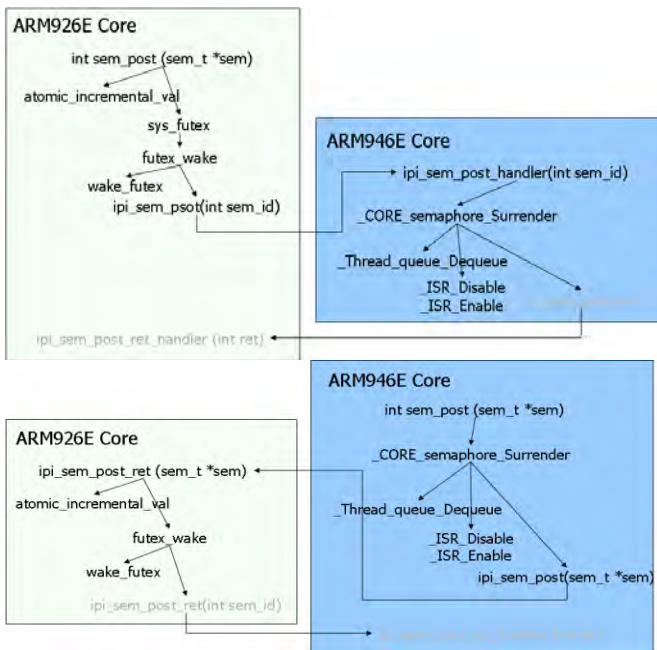 ARM926E Core
int sem_post (sem_t *sem)
atomic_incremental_val
sys_futex
futex_wake
wake_futex
ipi_sem_psot(int sem_id)
ipi_sem_post_ret_handler (int ret)
ARM946E Core
ipi_sem_post_handler(int sem_id)
_CORE_semaphore_Surrender
_Thread_queue_Dequeue
_ISR_Disable
_ISR_Enable
ARM926E Core
ipi_sem_post_ret (sem_t *sem)
atomic_incremental_val
futex_wake
wake_futex
ipi_sem_post_ret(int sem_id)
ARM946E Core
int sem_post (sem_t *sem)
_CORE_semaphore_Surrender
_Thread_queue_Dequeue
_ISR_Disable
_ISR_Enable
ipi_sem_post(sem_t *sem)